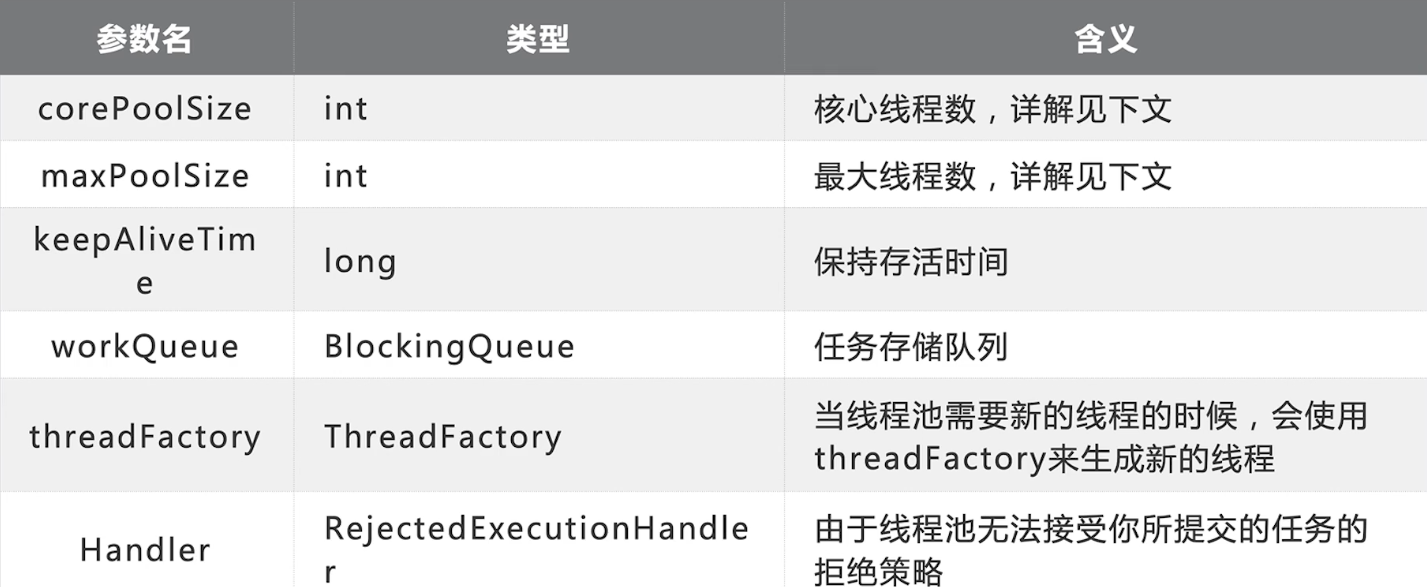 参数名 类型 含义
corePoolSize int 核心线程数，详解见下文
maxPoolSize int 最大线程数，详解见下文
keepAliveTim
e long 保持存活时间
workQueue BlockingQueue 任务存储队列
threadFactory ThreadFactory 当线程池需要新的线程的时候，会使用
threadFactory来生成新的线程
Handler RejectedExecutionHandle
r 由于线程池无法接受你所提交的任务的
拒绝策略